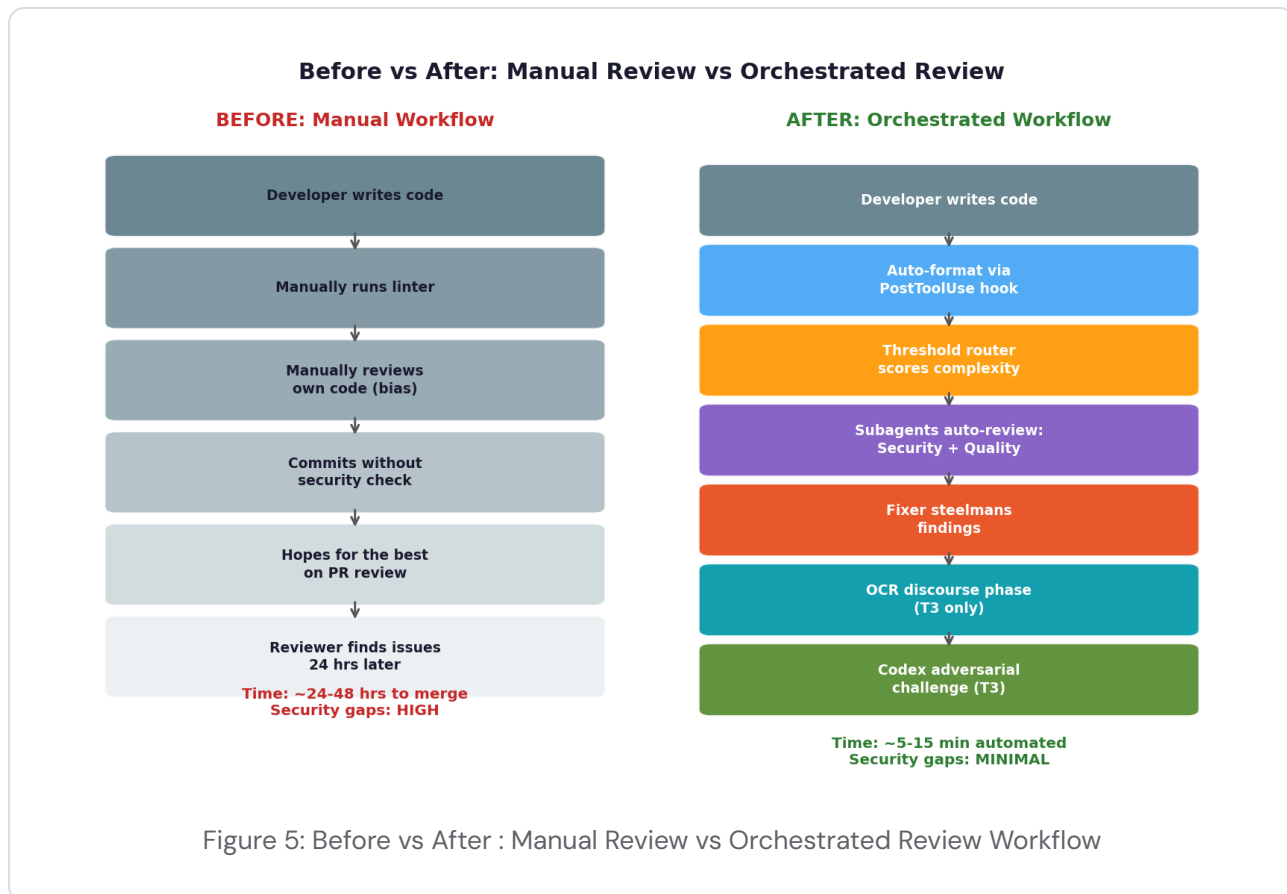 Before vs After: Manual Review vs Orchestrated Review
BEFORE: Manual Workflow
Developer writes code
Manually runs linter
Manually reviews
own code (bias)
Commits without
security check
Hopes for the best
on PR review
Reviewer finds issues
24 hrs later
Time: ~24-48 hrs to merge
Security gaps: HIGH
AFTER: Orchestrated Workflow
Developer writes code
Auto-format via
PostToolUse hook
Threshold router
scores complexity
Subagents auto-review:
Security + Quality
Fixer steelmans
findings
OCR discourse phase
(T3 only)
Codex adversarial
challenge (T3)
Time: ~5-15 min automated
Security gaps: MINIMAL
Figure 5: Before vs After : Manual Review vs Orchestrated Review Workflow